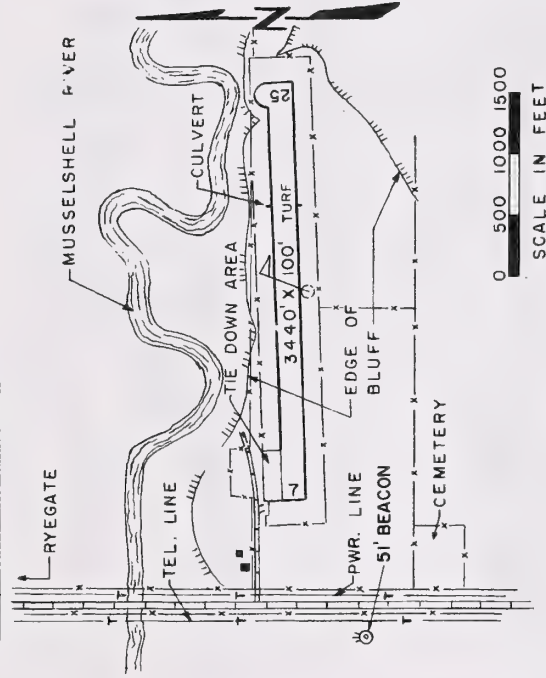 N
MUSSELSHELL RIVER
CULVERT
RYEGATE
TIE DOWN AREA
TEL. LINE
25
3440' X 100' TURF
7
EDGE OF
BLUFF
PWR. LINE
51' BEACON
CEMETERY
0 500 1000 1500
SCALE IN FEET